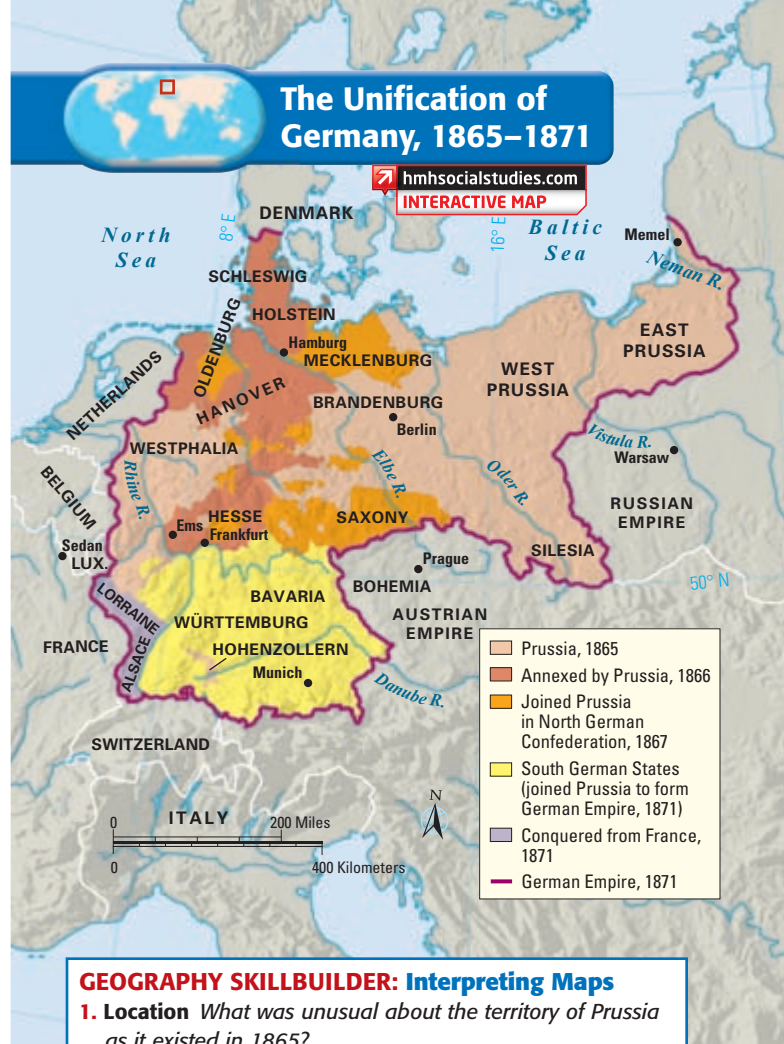 The Unification of
Germany, 1865–1871
hmhsocialstudies.com
INTERACTIVE MAP
DENMARK
North
Sea
8° E
16° E
Baltic
Sea
Memel
Neman R.
SCHLESWIG
HOLSTEIN
EAST
PRUSSIA
OLDENBURG
Hamburg
MECKLENBURG
WEST
PRUSSIA
NETHERLANDS
HANOVER
BRANDENBURG
Berlin
WESTPHALIA
Vistula R.
Warsaw
Rhine R.
Elbe R.
Oder R.
BELGIUM
RUSSIAN
EMPIRE
Ems
HESSE
Frankfurt
SAXONY
Sedan
LUX.
Prague
SILESIA
50° N
LORRAINE
BAVARIA
BOHEMIA
WÜRTTEMBURG
AUSTRIAN
EMPIRE
FRANCE
ALSACE
HOHENZOLLERN
Munich
Danube R.
SWITZERLAND
ITALY
0
200 Miles
0
400 Kilometers
N
Prussia, 1865
Annexed by Prussia, 1866
Joined Prussia
in North German
Confederation, 1867
South German States
(joined Prussia to form
German Empire, 1871)
Conquered from France,
1871
German Empire, 1871
GEOGRAPHY SKILLBUILDER: Interpreting Maps
1. Location What was unusual about the territory of Prussia
as it existed in 1865?